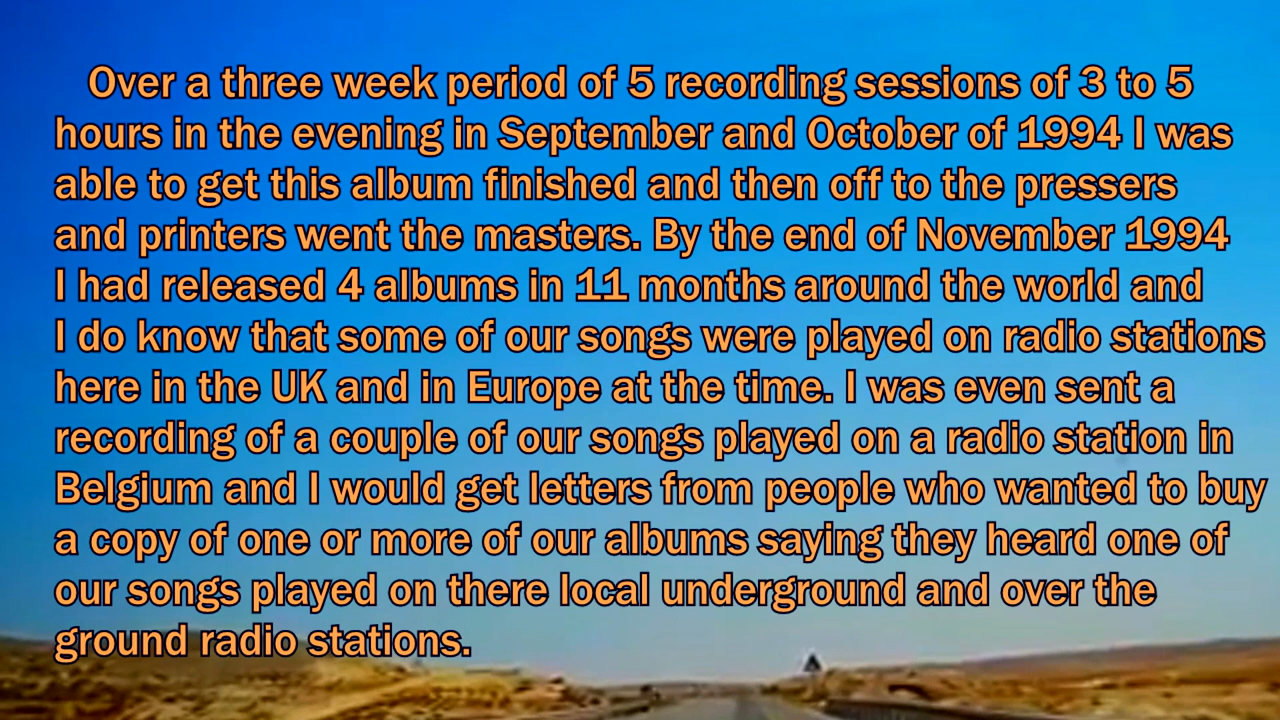 Over a three week period of 5 recording sessions of 3 to 5
hours in the evening in September and October of 1994 I was
able to get this album finished and then off to the pressers
and printers went the masters. By the end of November 1994
I had released 4 albums in 11 months around the world and
I do know that some of our songs were played on radio stations
here in the UK and in Europe at the time. I was even sent a
recording of a couple of our songs played on a radio station in
Belgium and I would get letters from people who wanted to buy
a copy of one or more of our albums saying they heard one of
our songs played on there local underground and over the
ground radio stations.